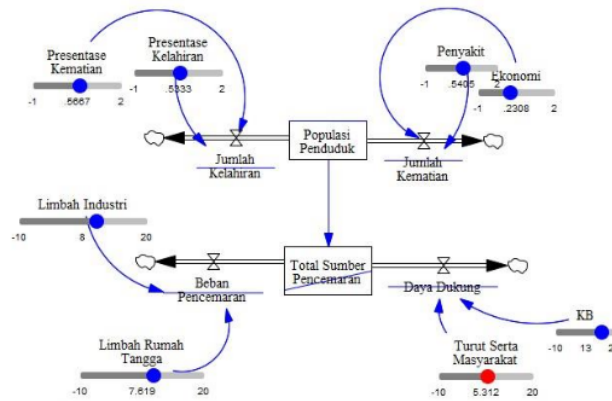 Presentase
Kematian
-1 .5667 2
Presentase
Kelahiran
-1 .5333 2
Penyakit
-1 .5405 2
Ekonomi
-1 .2308 2
Populasi
Penduduk
Jumlah
Kelahiran
Jumlah
Kematian
Limbah Industri
-10 8 20
Total Sumber
Pencemaran
Beban
Pencemaran
Daya Dukung
KB
-10 13 2
Limbah Rumah
Tangga
-10 7.619 20
Turut Serta
Masyarakat
-10 5.312 20